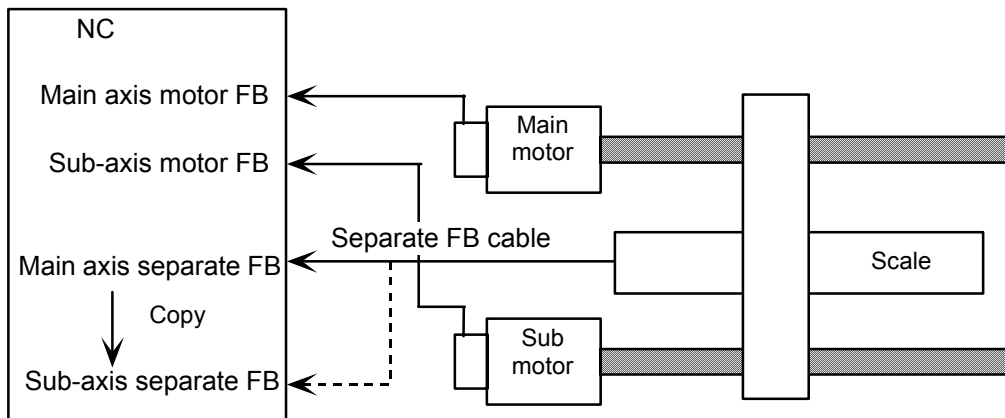 NC
Main axis motor FB
Sub-axis motor FB
Main axis separate FB
Copy
Sub-axis separate FB
Separate FB cable
Main
motor
Scale
Sub
motor